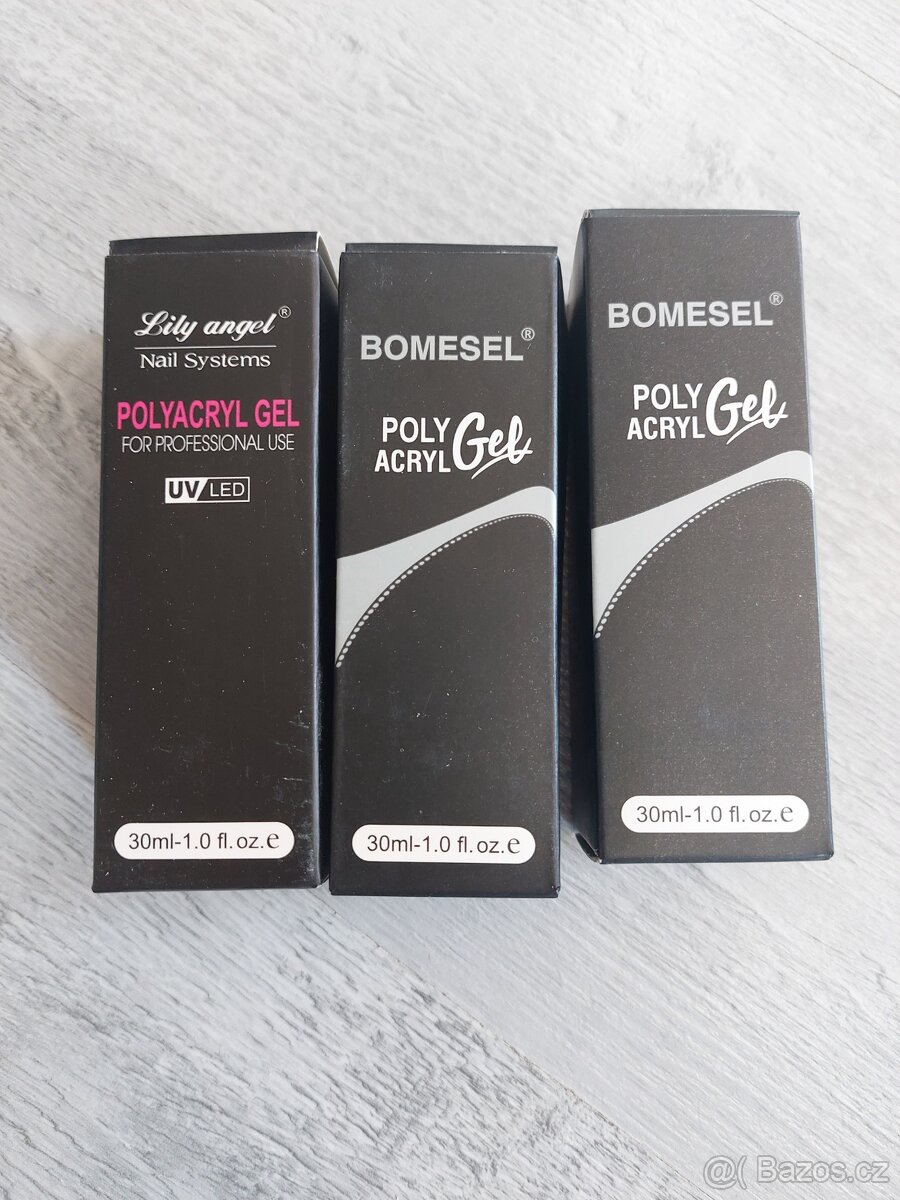 Lily angel®
Nail Systems
POLYACRYL GEL
FOR PROFESSIONAL USE
UV/LED
30ml-1.0 fl.oz.e
BOMESEL®
POLY
ACRYL Gel
30ml-1.0 fl.oz.e
BOMESEL®
POLY
ACRYL Gel
30ml-1.0 fl.oz.e
@( Bazos.cz